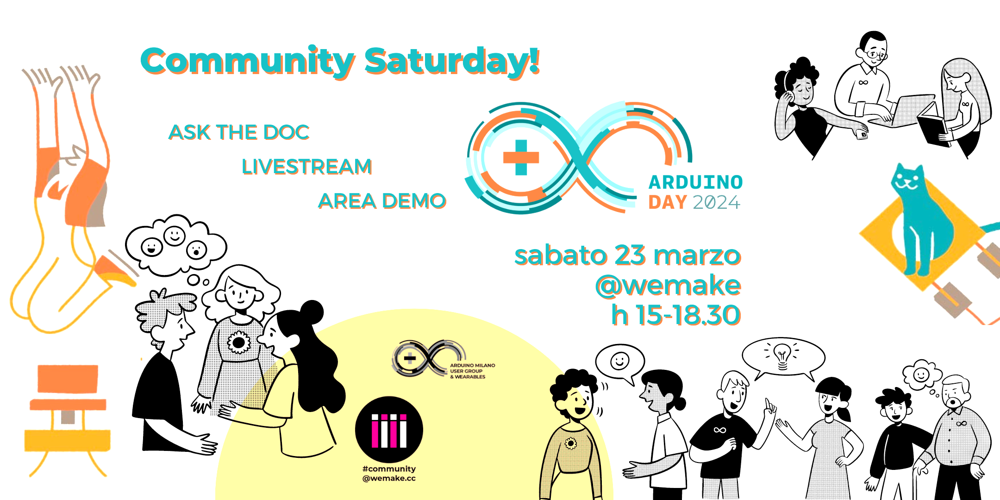 Community Saturday!
ASK THE DOC
LIVESTREAM
AREA DEMO
ARDUINO
DAY 2024
sabato 23 marzo
@wemake
h 15-18.30
ARDUINO MILANO
USER GROUP
& WEARABLES
#community
@wemake.cc